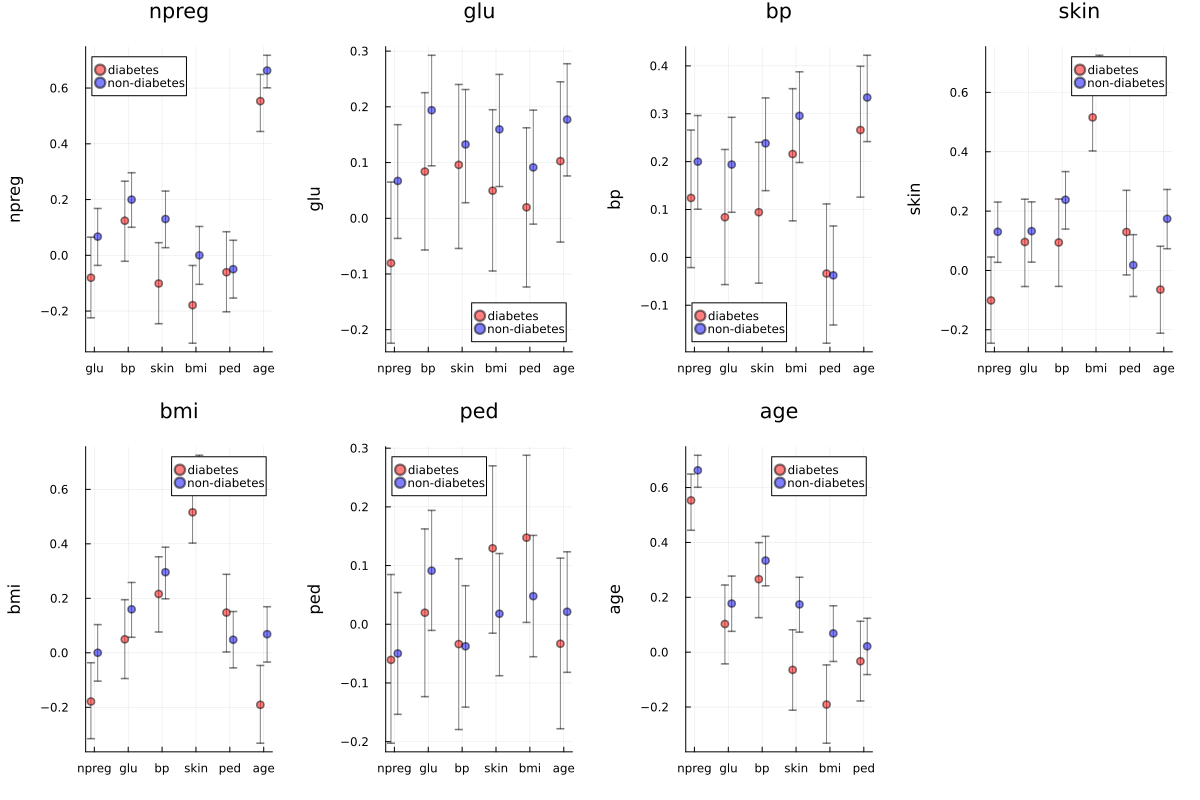 npreg
npreg
0.6
0.4
0.2
0.0
−0.2
diabetes
non-diabetes
glu bp skin bmi ped age
glu
glu
0.3
0.2
0.1
0.0
−0.1
−0.2
diabetes
non-diabetes
npreg bp skin bmi ped age
bp
bp
0.4
0.3
0.2
0.1
0.0
−0.1
diabetes
non-diabetes
npreg glu skin bmi ped age
skin
skin
0.6
0.4
0.2
0.0
−0.2
diabetes
non-diabetes
npreg glu bp bmi ped age
bmi
bmi
0.6
0.4
0.2
0.0
−0.2
diabetes
non-diabetes
npreg glu bp skin ped age
ped
ped
0.3
0.2
0.1
0.0
−0.1
−0.2
diabetes
non-diabetes
npreg glu bp skin bmi age
age
age
0.6
0.4
0.2
0.0
−0.2
diabetes
non-diabetes
npreg glu bp skin bmi ped